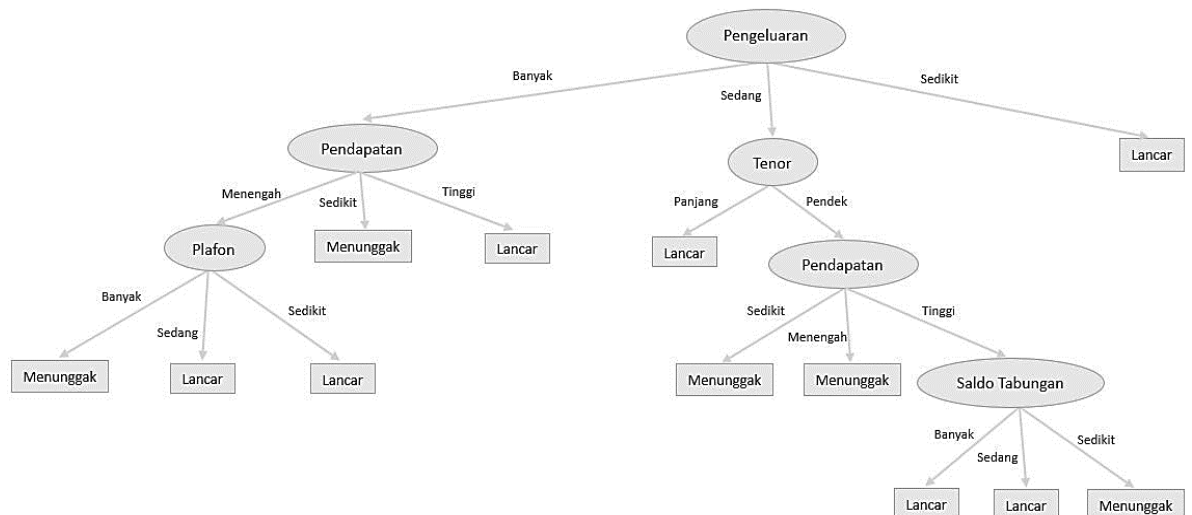 Pengeluaran
Banyak
Sedang
Sedikit
Pendapatan
Tenor
Lancar
Menengah
Sedikit
Tinggi
Panjang
Pendek
Plafon
Menunggak
Lancar
Lancar
Pendapatan
Banyak
Sedang
Sedikit
Sedikit
Menengah
Tinggi
Menunggak
Lancar
Lancar
Menunggak
Menunggak
Saldo Tabungan
Banyak
Sedang
Sedikit
Lancar
Lancar
Menunggak